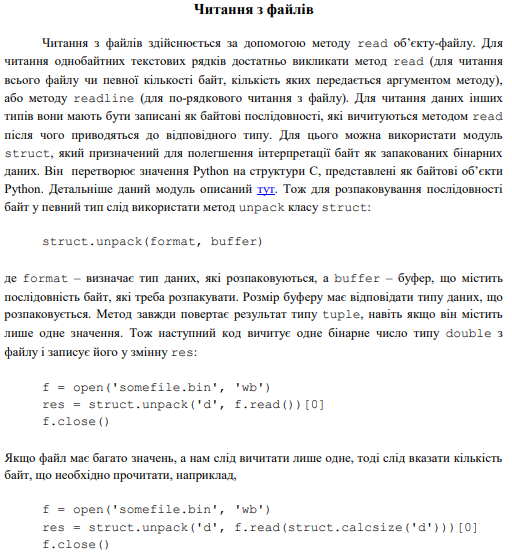 Читання з файлів
Читання з файлів здійснюється за допомогою методу read об’єкту-файлу. Для
читання однобайтних текстових рядків достатньо викликати метод read (для читання
всього файлу чи певної кількості байт, кількість яких передається аргументом методу),
або методу readline (для по-рядкового читання з файлу). Для читання даних інших
типів вони мають бути записані як байтові послідовності, які вичитуються методом read
після чого приводяться до відповідного типу. Для цього можна використати модуль
struct, який призначений для полегшення інтерпретації байт як запакованих бінарних
даних. Він перетворює значення Python на структури C, представлені як байтові об’єкти
Python. Детальніше даний модуль описаний тут. Тож для розпаковування послідовності
байт у певний тип слід використати метод unpack класу struct:
struct.unpack(format, buffer)
де format – визначає тип даних, які розпаковуються, а buffer – буфер, що містить
послідовність байт, які треба розпакувати. Розмір буферу має відповідати типу даних, що
розпаковується. Метод завжди повертає результат типу tuple, навіть якщо він містить
лише одне значення. Тож наступний код вичитує одне бінарне число типу double з
файлу і записує його у змінну res:
f = open('somefile.bin', 'wb')
res = struct.unpack('d', f.read())[0]
f.close()
Якщо файл має багато значень, а нам слід вичитати лише одне, тоді слід вказати кількість
байт, що необхідно прочитати, наприклад,
f = open('somefile.bin', 'wb')
res = struct.unpack('d', f.read(struct.calcsize('d')))[0]
f.close()